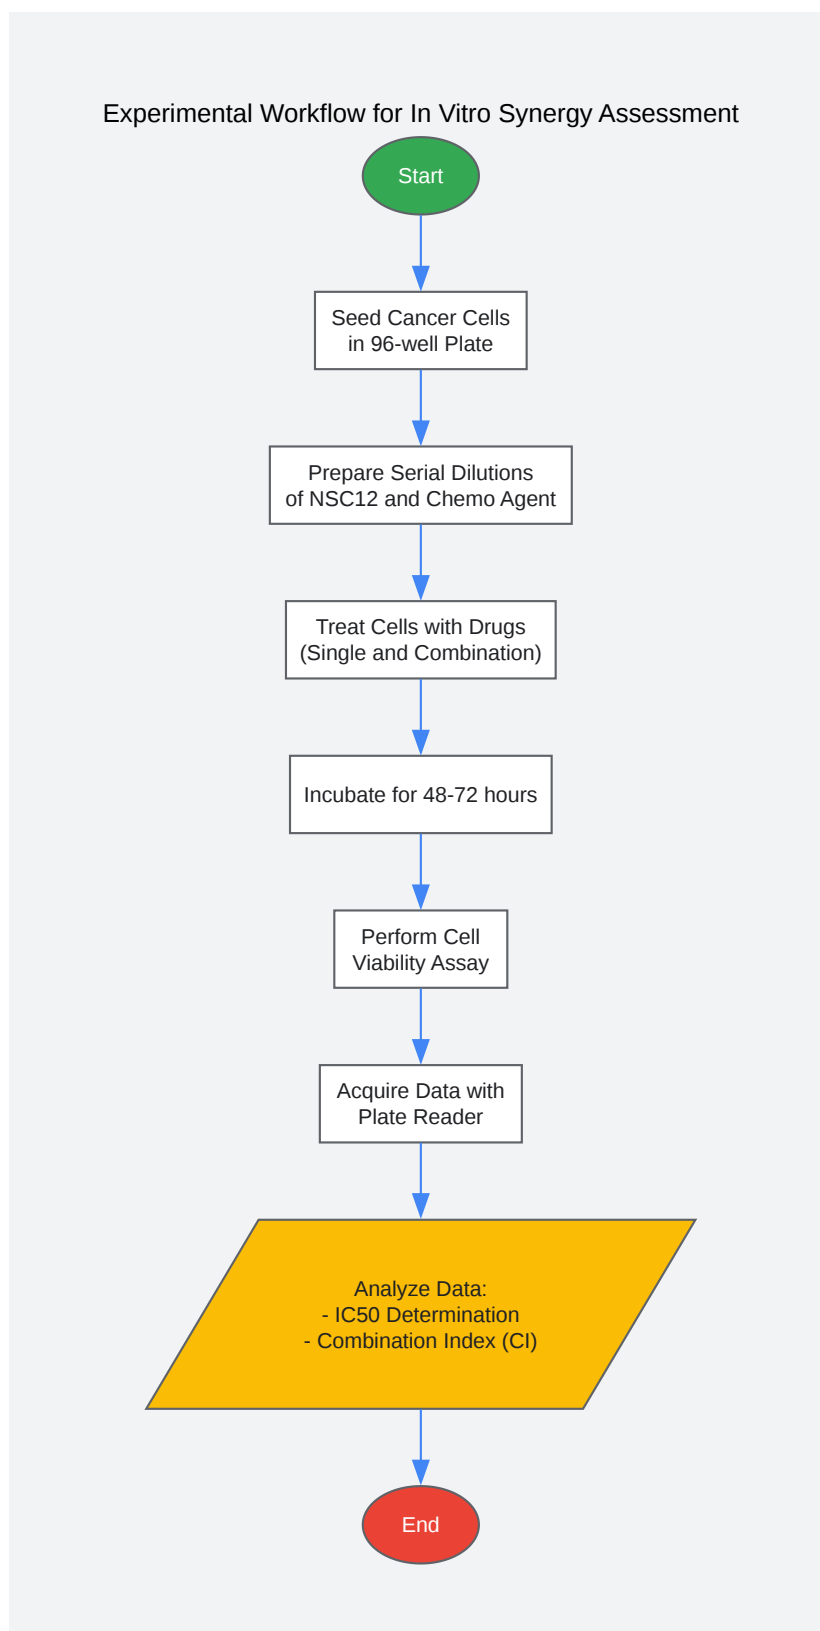 Experimental Workflow for In Vitro Synergy Assessment
Start
Seed Cancer Cells
in 96-well Plate
Prepare Serial Dilutions
of NSC12 and Chemo Agent
Treat Cells with Drugs
(Single and Combination)
Incubate for 48-72 hours
Perform Cell
Viability Assay
Acquire Data with
Plate Reader
Analyze Data:
- IC50 Determination
- Combination Index (CI)
End